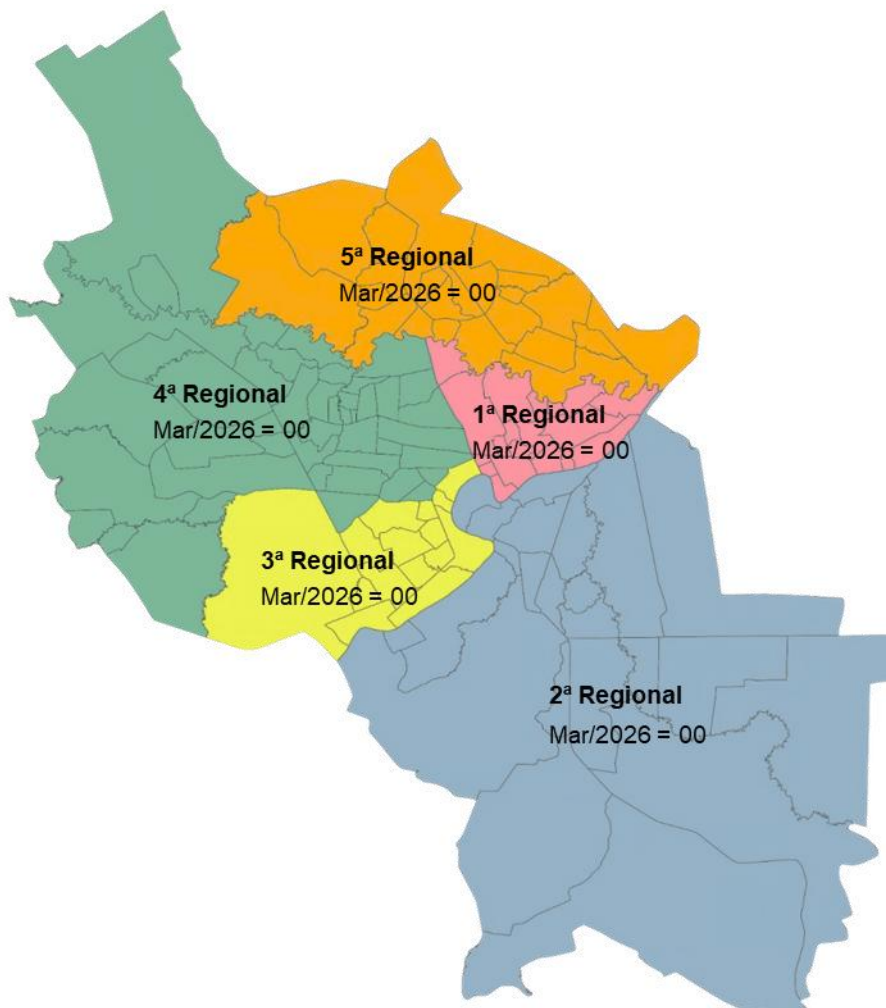 5ª Regional
Mar/2026 = 00
4ª Regional
Mar/2026 = 00
1ª Regional
Mar/2026 = 00
3ª Regional
Mar/2026 = 00
2ª Regional
Mar/2026 = 00